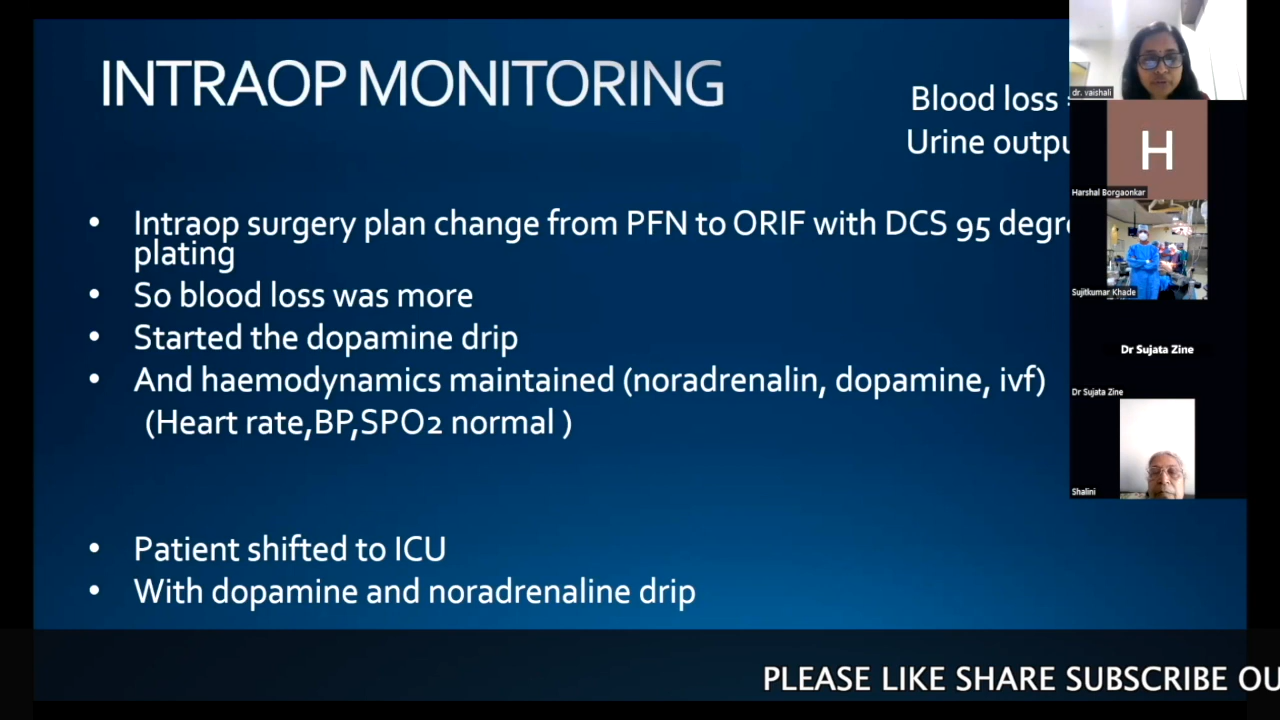 INTRAOP MONITORING
Blood loss
Urine
• Intraop surgery plan change from PFN to ORIF with DCS 95
plating
• So blood loss was more
• Started the dopamine drip
• And haemodynamics maintained (noradrenalin, dopamine, ivf)
(Heart rate,BP,SPO2 normal )
• Patient shifted to ICU
• With dopamine and noradrenaline drip
dr. vaishali
H
Harshal Borgaonkar
Sujitkumar Khade
Dr Sujata Zine
Dr Sujata Zine
Shalini
PLEASE LIKE SHARE SUBSCRIBE